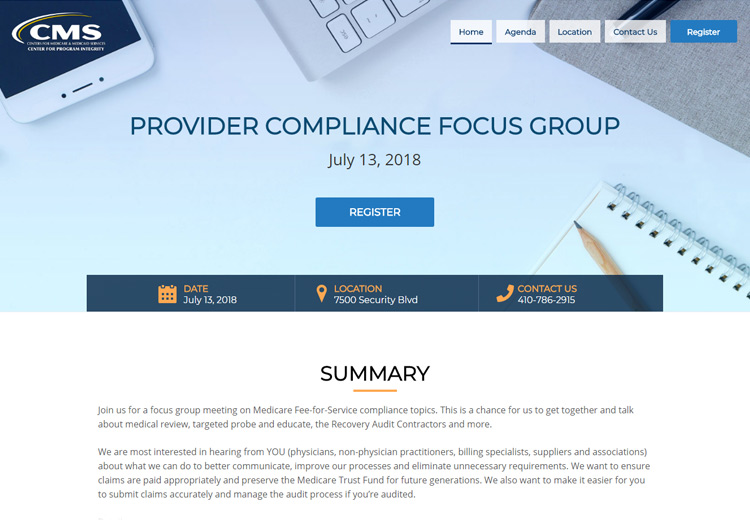 CMS
CENTERS FOR MEDICARE & MEDICAID SERVICES
CENTER FOR PROGRAM INTEGRITY
Home
Agenda
Location
Contact Us
Register
PROVIDER COMPLIANCE FOCUS GROUP
July 13, 2018
REGISTER
DATE
July 13, 2018
LOCATION
7500 Security Blvd
CONTACT US
410-786-2915
SUMMARY
Join us for a focus group meeting on Medicare Fee-for-Service compliance topics. This is a chance for us to get together and talk
about medical review, targeted probe and educate, the Recovery Audit Contractors and more.
We are most interested in hearing from YOU (physicians, non-physician practitioners, billing specialists, suppliers and associations)
about what we can do to better communicate, improve our processes and eliminate unnecessary requirements. We want to ensure
claims are paid appropriately and preserve the Medicare Trust Fund for future generations. We also want to make it easier for you
to submit claims accurately and manage the audit process if you’re audited.